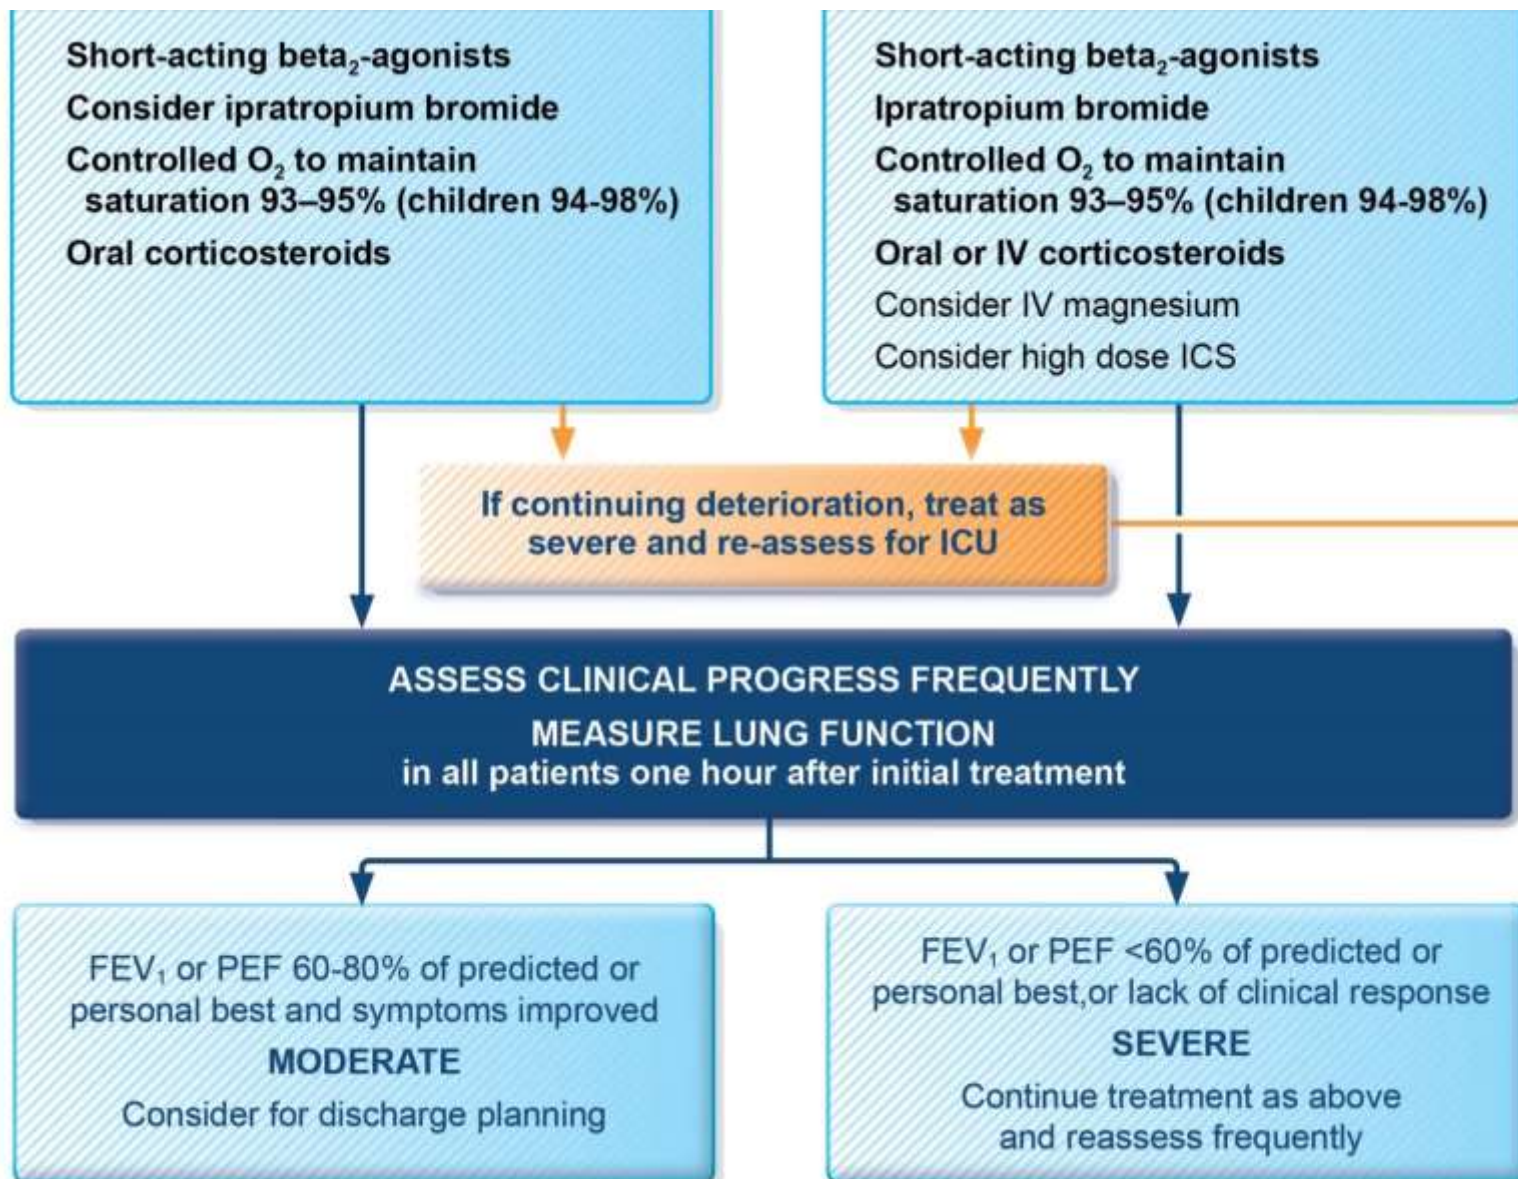 Short-acting beta₂-agonists
Consider ipratropium bromide
Controlled O₂ to maintain
saturation 93–95% (children 94-98%)
Oral corticosteroids
Short-acting beta₂-agonists
Ipratropium bromide
Controlled O₂ to maintain
saturation 93–95% (children 94-98%)
Oral or IV corticosteroids
Consider IV magnesium
Consider high dose ICS
If continuing deterioration, treat as
severe and re-assess for ICU
ASSESS CLINICAL PROGRESS FREQUENTLY
MEASURE LUNG FUNCTION
in all patients one hour after initial treatment
FEV₁ or PEF 60-80% of predicted or
personal best and symptoms improved
MODERATE
Consider for discharge planning
FEV₁ or PEF <60% of predicted or
personal best,or lack of clinical response
SEVERE
Continue treatment as above
and reassess frequently